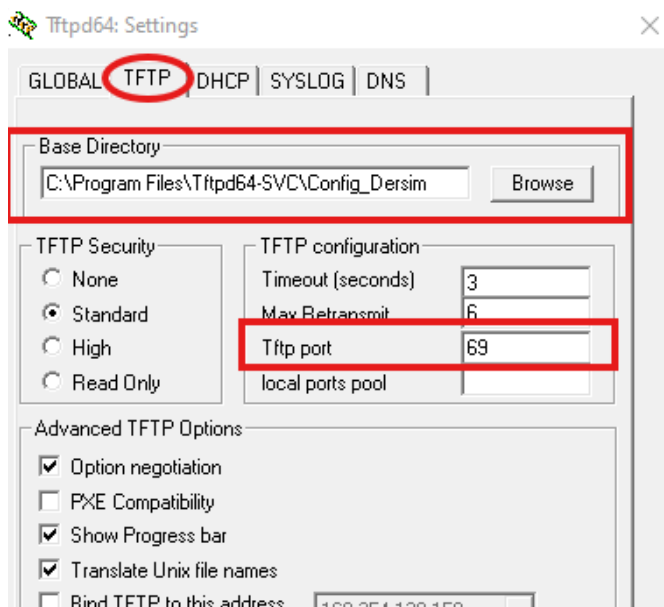 Tftpd64: Settings
GLOBAL TFTP DHCP SYSLOG DNS
Base Directory
C:\Program Files\Tftpd64-SVC\Config_Dersim Browse
TFTP Security
None
Standard
High
Read Only
TFTP configuration
Timeout (seconds) 3
Max Retransmit 6
Tftp port 69
local ports pool
Advanced TFTP Options
Option negotiation
PXE Compatibility
Show Progress bar
Translate Unix file names
Bind TFTP to this address